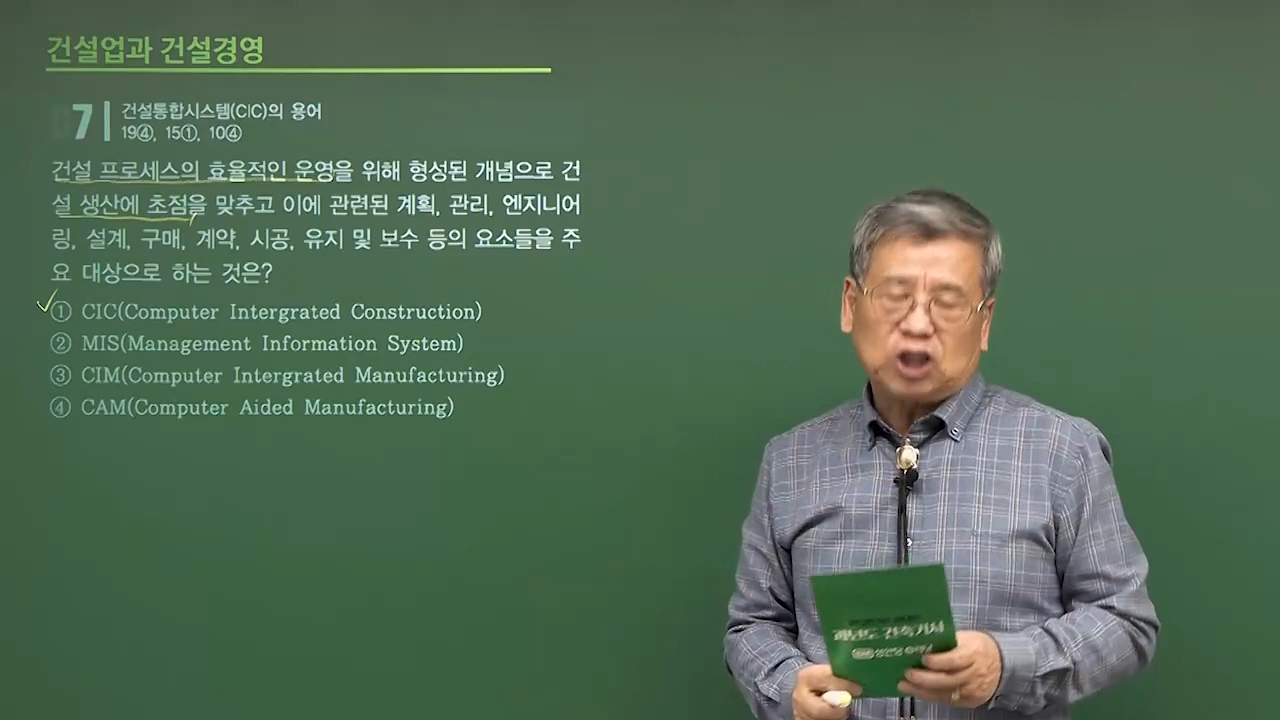 건설업과 건설경영
07 건설통합시스템(CIC)의 용어
19④, 15①, 10④
건설 프로세스의 효율적인 운영을 위해 형성된 개념으로 건
설 생산에 초점을 맞추고 이에 관련된 계획, 관리, 엔지니어
링, 설계, 구매, 계약, 시공, 유지 및 보수 등의 요소들을 주
요 대상으로 하는 것은?
① CIC(Computer Intergrated Construction)
② MIS(Management Information System)
③ CIM(Computer Intergrated Manufacturing)
④ CAM(Computer Aided Manufacturing)
과년도 건축기사